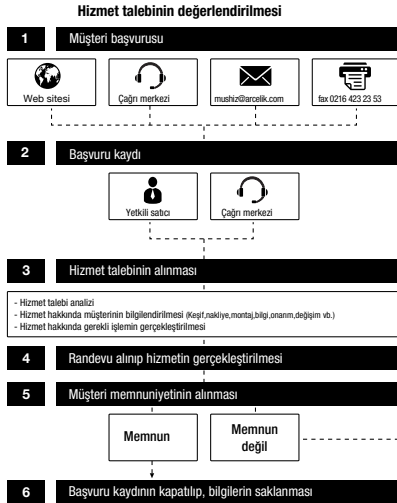 Hizmet talebinin değerlendirilmesi
1 Müşteri başvurusu
Web sitesi
Çağrı merkezi
mushiz@arcelik.com
fax 0216 423 23 53
2 Başvuru kaydı
Yetkili satıcı
Çağrı merkezi
3 Hizmet talebinin alınması
- Hizmet talebi analizi
- Hizmet hakkında müşterinin bilgilendirilmesi (Keşif,nakliye,montaj,bilgi,onarım,değişim vb.)
- Hizmet hakkında gerekli işlemin gerçekleştirilmesi
4 Randevu alınıp hizmetin gerçekleştirilmesi
5 Müşteri memnuniyetinin alınması
Memnun
Memnun
değil
6 Başvuru kaydının kapatılıp, bilgilerin saklanması